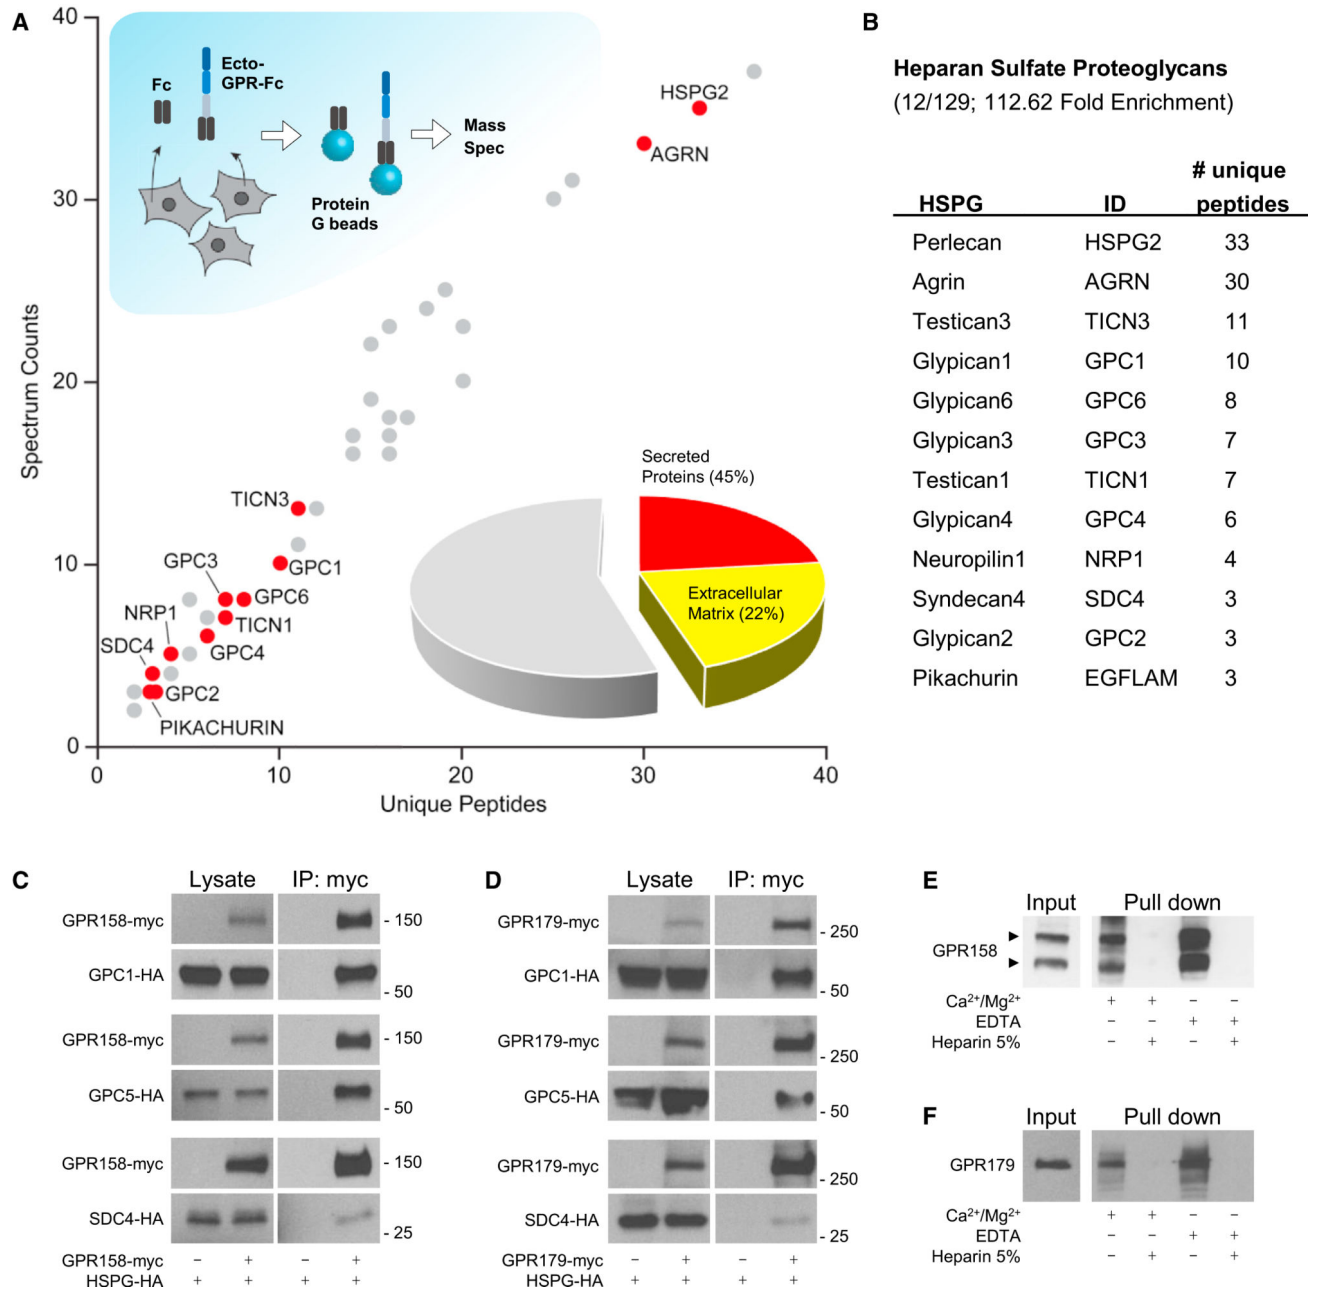 A
40
30
20
10
0
Spectrum Counts
Fc
Ecto-
GPR-Fc
Protein
G beads
Mass
Spec
HSPG2
AGRN
TICN3
GPC1
GPC3
GPC6
NRP1
TICN1
SDC4
GPC4
GPC2
PIKACHURIN
Secreted
Proteins (45%)
Extracellular
Matrix (22%)
0 10 20 30 40
Unique Peptides
B
Heparan Sulfate Proteoglycans
(12/129; 112.62 Fold Enrichment)
# unique
HSPG ID peptides
Perlecan HSPG2 33
Agrin AGRN 30
Testican3 TICN3 11
Glypican1 GPC1 10
Glypican6 GPC6 8
Glypican3 GPC3 7
Testican1 TICN1 7
Glypican4 GPC4 6
Neuropilin1 NRP1 4
Syndecan4 SDC4 3
Glypican2 GPC2 3
Pikachurin EGFLAM 3
C
Lysate IP: myc
GPR158-myc - 150
GPC1-HA - 50
GPR158-myc - 150
GPC5-HA - 50
GPR158-myc - 150
SDC4-HA - 25
GPR158-myc − + − +
HSPG-HA + + + +
D
Lysate IP: myc
GPR179-myc - 250
GPC1-HA - 50
GPR179-myc - 250
GPC5-HA - 50
GPR179-myc - 250
SDC4-HA - 25
GPR179-myc − + − +
HSPG-HA + + + +
E
Input Pull down
GPR158
Ca²⁺/Mg²⁺ + + − −
EDTA − − + +
Heparin 5% − + − +
F
Input Pull down
GPR179
Ca²⁺/Mg²⁺ + + − −
EDTA − − + +
Heparin 5% − + − +